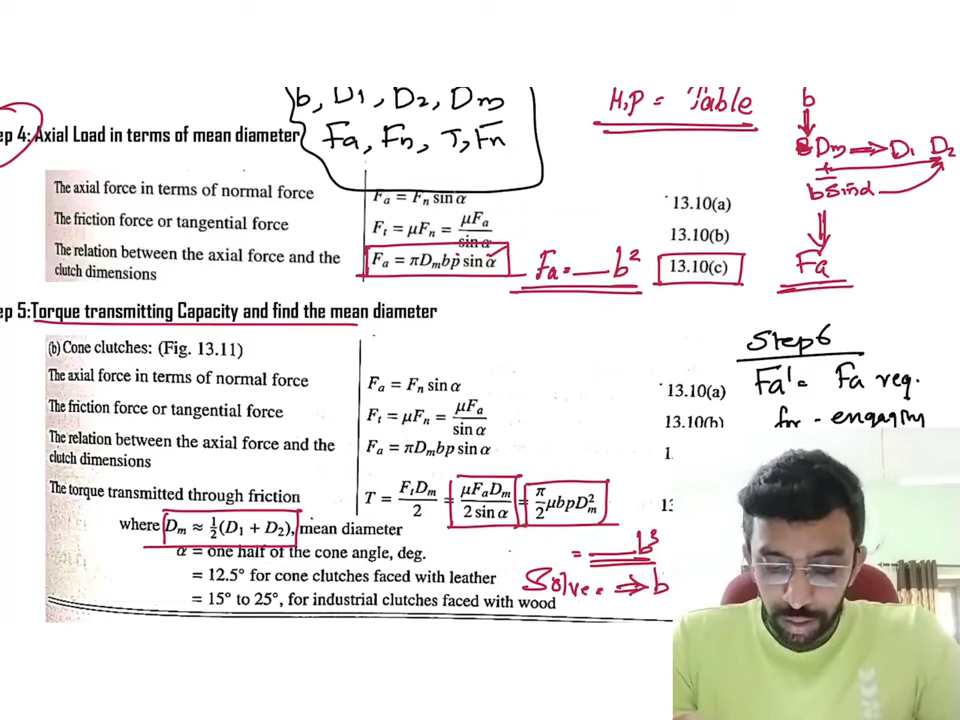 b, D1, D2, Dm
Fa, Fn, T, Fn
M, P = Table
b
Dm ⇒ D1 D2
b sinα
Fa
ep 4: Axial Load in terms of mean diameter
The axial force in terms of normal force
Fa = Fn sin α
13.10(a)
The friction force or tangential force
Ft = μFn = μFa / sin α
13.10(b)
The relation between the axial force and the
clutch dimensions
Fa = πDmbp sin α
Fa = __ b²
13.10(c)
ep 5:Torque transmitting Capacity and find the mean diameter
(b) Cone clutches: (Fig. 13.11)
The axial force in terms of normal force
Fa = Fn sin α
13.10(a)
The friction force or tangential force
Ft = μFn = μFa / sin α
13.10(b)
The relation between the axial force and the
clutch dimensions
Fa = πDmbp sin α
1
The torque transmitted through friction
T = FtDm / 2 = μFaDm / 2 sin α = π/2 μbpDm²
13
where Dm ≈ ½(D1 + D2), mean diameter
= __ b³
α = one half of the cone angle, deg.
= 12.5° for cone clutches faced with leather
Solve = ⇒ b
= 15° to 25°, for industrial clutches faced with wood
Step 6
Fa' = Fa req.
for - engaging